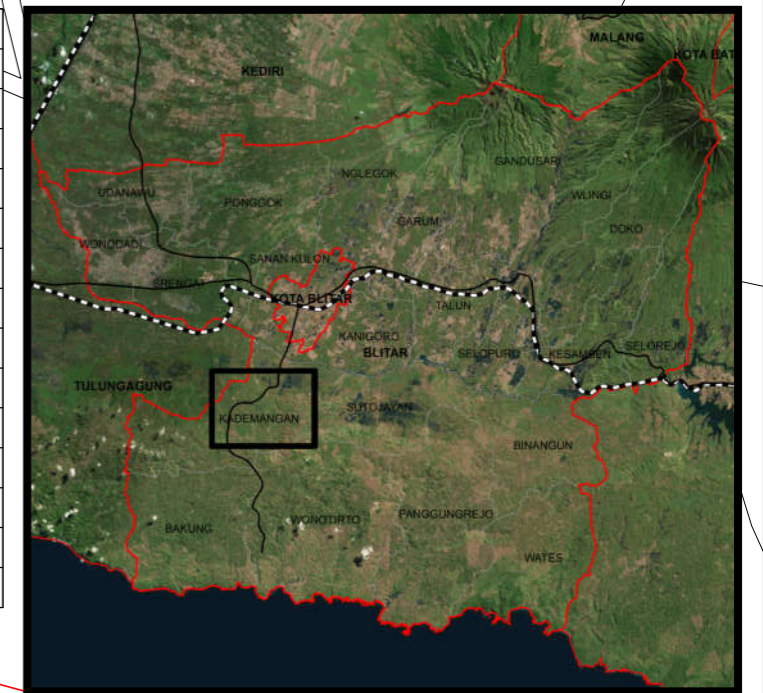 MALANG
KOTA BAT
KEDIRI
GANDUSARI
NGLEGOK
UDANAWU
PONGGOK
WLINGI
GARUM
DOKO
WONODADI
SANAN KULON
SRENGAT
KOTA BLITAR
TALUN
KANIGORO
BLITAR
SELOPURO
KESAMBEN
SELOREJO
TULUNGAGUNG
SUTOJAYAN
KADEMANGAN
BINANGUN
WONOTIRTO
PANGGUNGREJO
BAKUNG
WATES